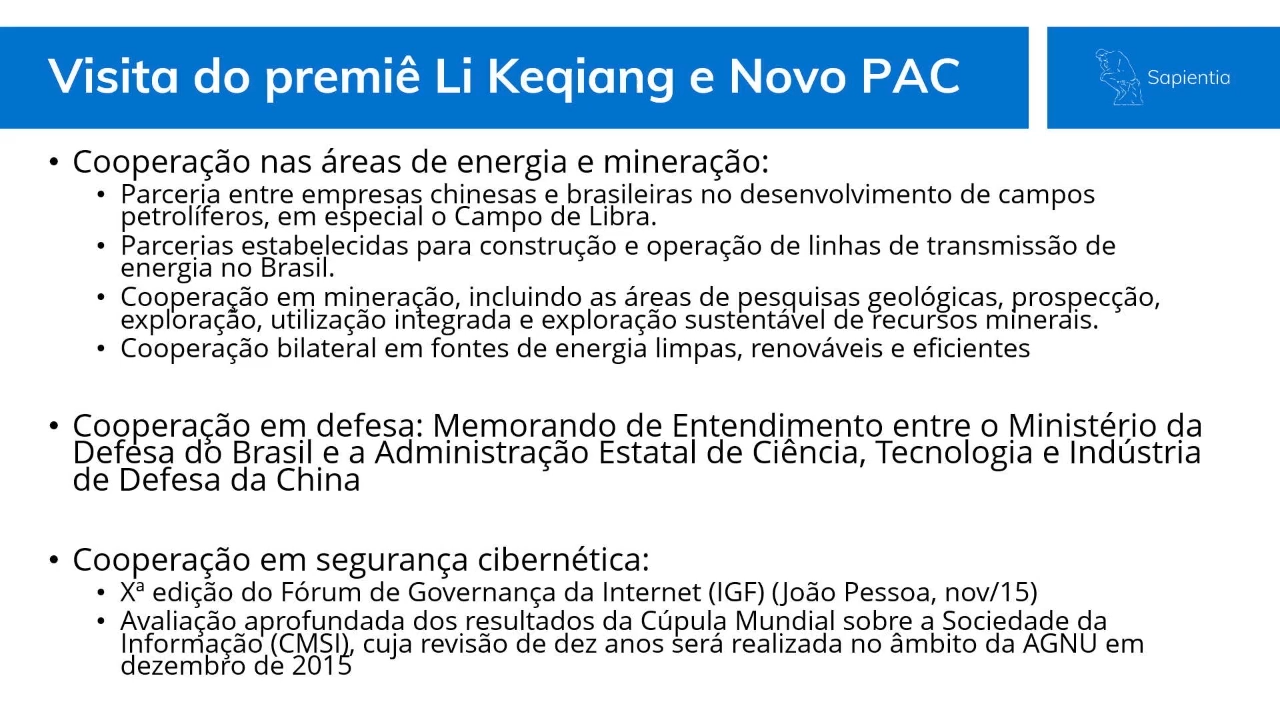 Visita do premiê Li Keqiang e Novo PAC
Sapientia
• Cooperação nas áreas de energia e mineração:
• Parceria entre empresas chinesas e brasileiras no desenvolvimento de campos
petrolíferos, em especial o Campo de Libra.
• Parcerias estabelecidas para construção e operação de linhas de transmissão de
energia no Brasil.
• Cooperação em mineração, incluindo as áreas de pesquisas geológicas, prospecção,
exploração, utilização integrada e exploração sustentável de recursos minerais.
• Cooperação bilateral em fontes de energia limpas, renováveis e eficientes
• Cooperação em defesa: Memorando de Entendimento entre o Ministério da
Defesa do Brasil e a Administração Estatal de Ciência, Tecnologia e Indústria
de Defesa da China
• Cooperação em segurança cibernética:
• Xª edição do Fórum de Governança da Internet (IGF) (João Pessoa, nov/15)
• Avaliação aprofundada dos resultados da Cúpula Mundial sobre a Sociedade da
Informação (CMSI), cuja revisão de dez anos será realizada no âmbito da AGNU em
dezembro de 2015